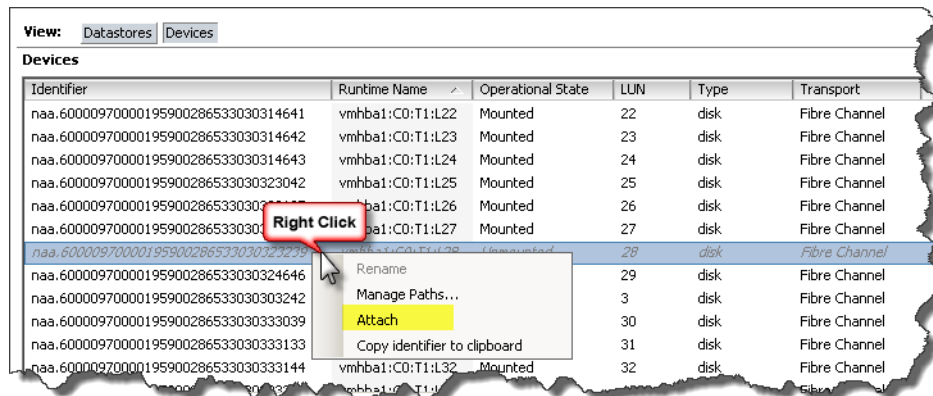 View: Datastores Devices
Devices
Identifier Runtime Name Operational State LUN Type Transport
naa.60000970000195900286533030314641 vmhba1:C0:T1:L22 Mounted 22 disk Fibre Channel
naa.60000970000195900286533030314642 vmhba1:C0:T1:L23 Mounted 23 disk Fibre Channel
naa.60000970000195900286533030314643 vmhba1:C0:T1:L24 Mounted 24 disk Fibre Channel
naa.60000970000195900286533030323042 vmhba1:C0:T1:L25 Mounted 25 disk Fibre Channel
vmhba1:C0:T1:L26 Mounted 26 disk Fibre Channel
Right Click
vmhba1:C0:T1:L27 Mounted 27 disk Fibre Channel
naa.60000970000195900286533030323239 vmhba1:C0:T1:L28 Unmounted 28 disk Fibre Channel
naa.60000970000195900286533030324646 29 disk Fibre Channel
Rename
naa.60000970000195900286533030303242 3 disk Fibre Channel
Manage Paths...
naa.60000970000195900286533030333039 30 disk Fibre Channel
Attach
naa.60000970000195900286533030333133 31 disk Fibre Channel
Copy identifier to clipboard
naa.60000970000195900286533030333144 vmhba1:C0:T1:L32 Mounted 32 disk Fibre Channel